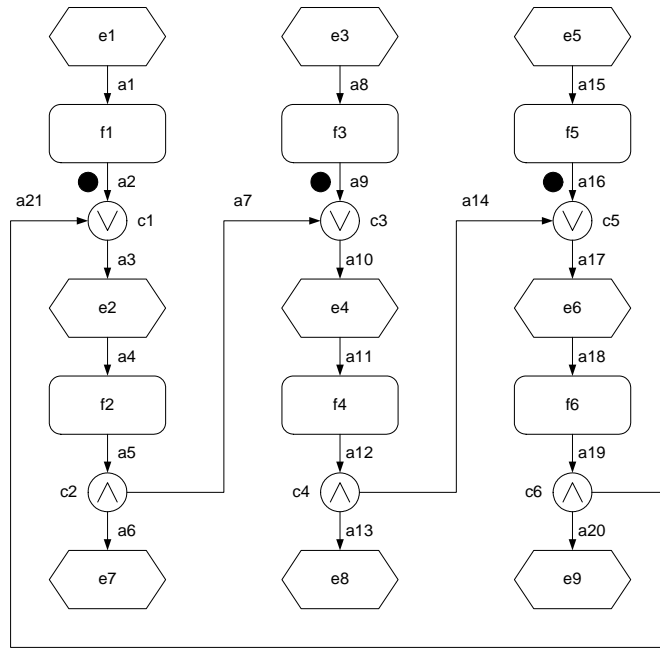 e1 e3 e5
a1 a8 a15
f1 f3 f5
a2 a9 a16
a21 a7 a14
V c1 V c3 V c5
a3 a10 a17
e2 e4 e6
a4 a11 a18
f2 f4 f6
a5 a12 a19
c2 Λ c4 Λ c6 Λ
a6 a13 a20
e7 e8 e9